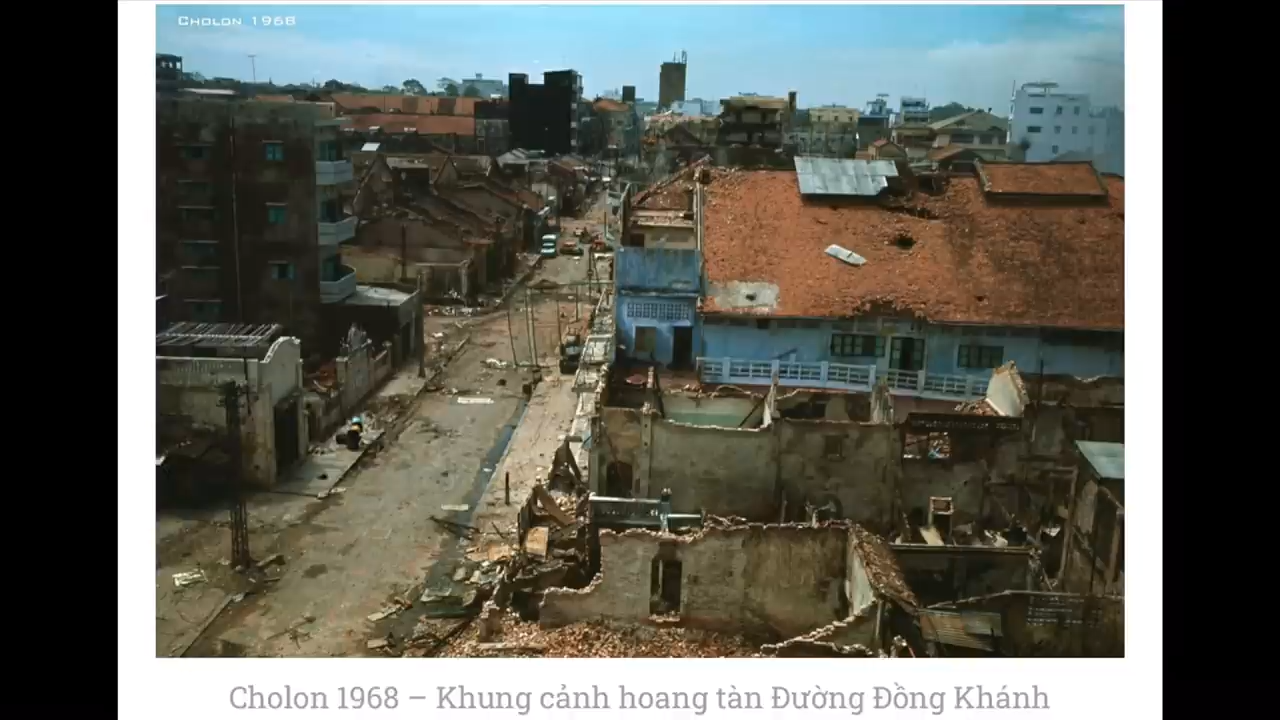 CHOLON 1968
Cholon 1968 – Khung cảnh hoang tàn Đường Đồng Khánh